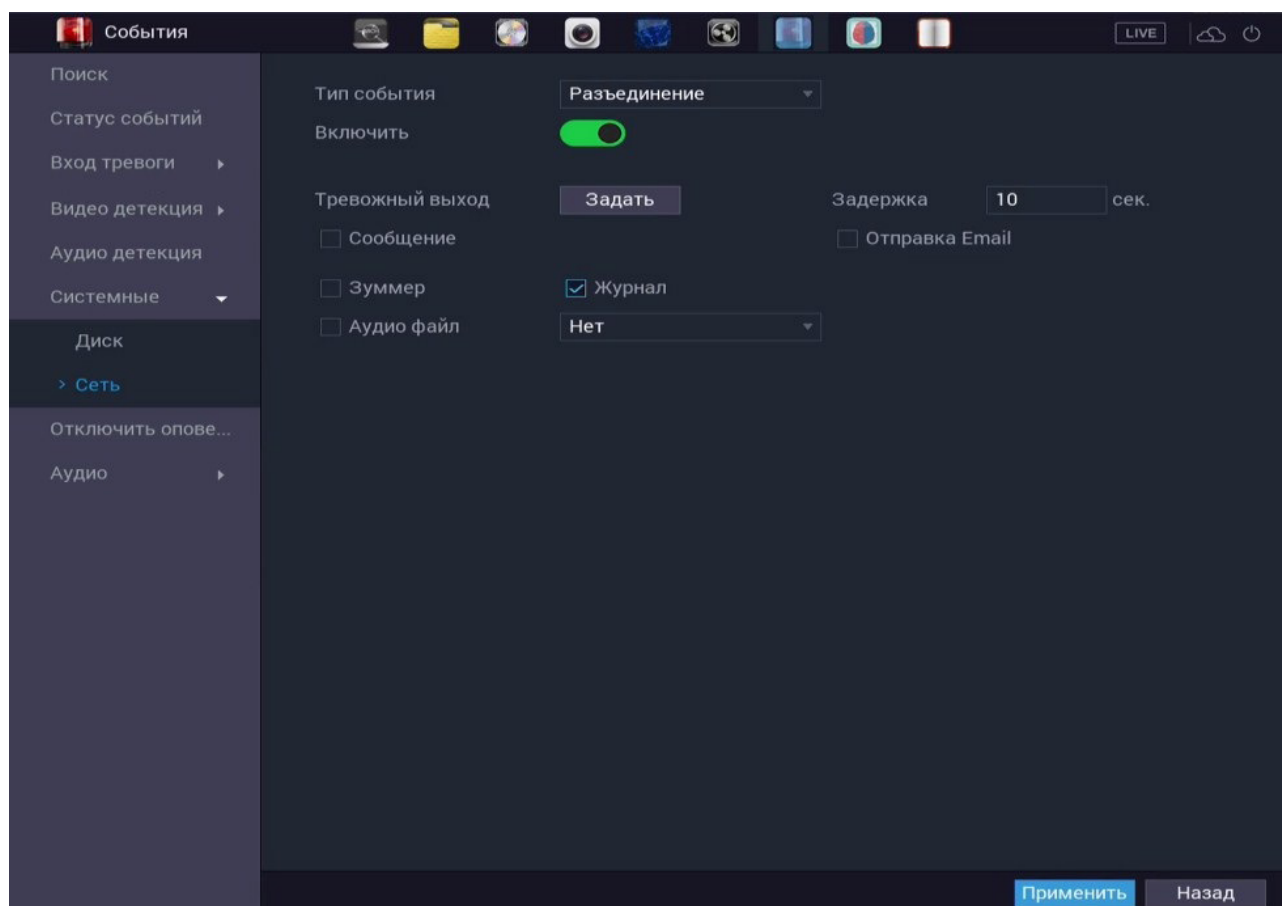 События
LIVE
Поиск
Статус событий
Вход тревоги
Видео детекция
Аудио детекция
Системные
Диск
> Сеть
Отключить опове...
Аудио
Тип события Разъединение
Включить
Тревожный выход Задать Задержка 10 сек.
Сообщение Отправка Email
Зуммер Журнал
Аудио файл Нет
Применить Назад